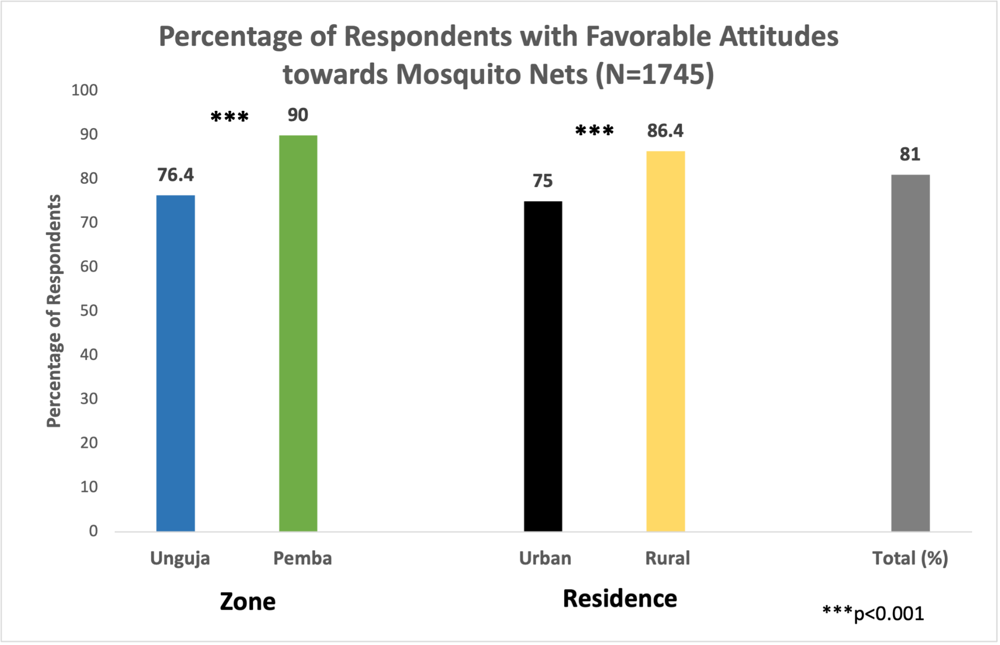 Percentage of Respondents with Favorable Attitudes
towards Mosquito Nets (N=1745)
Percentage of Respondents
100
90
80
70
60
50
40
30
20
10
0
76.4
***
90
75
***
86.4
81
Unguja
Pemba
Urban
Rural
Total (%)
Zone
Residence
***p<0.001